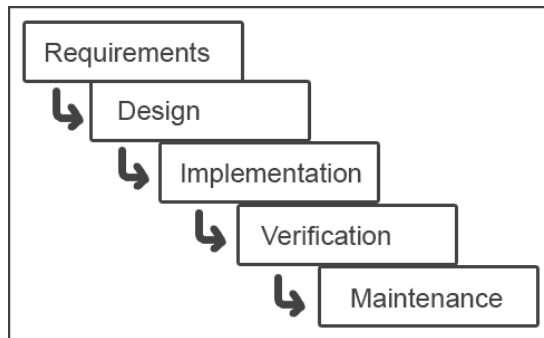 Requirements
Design
Implementation
Verification
Maintenance